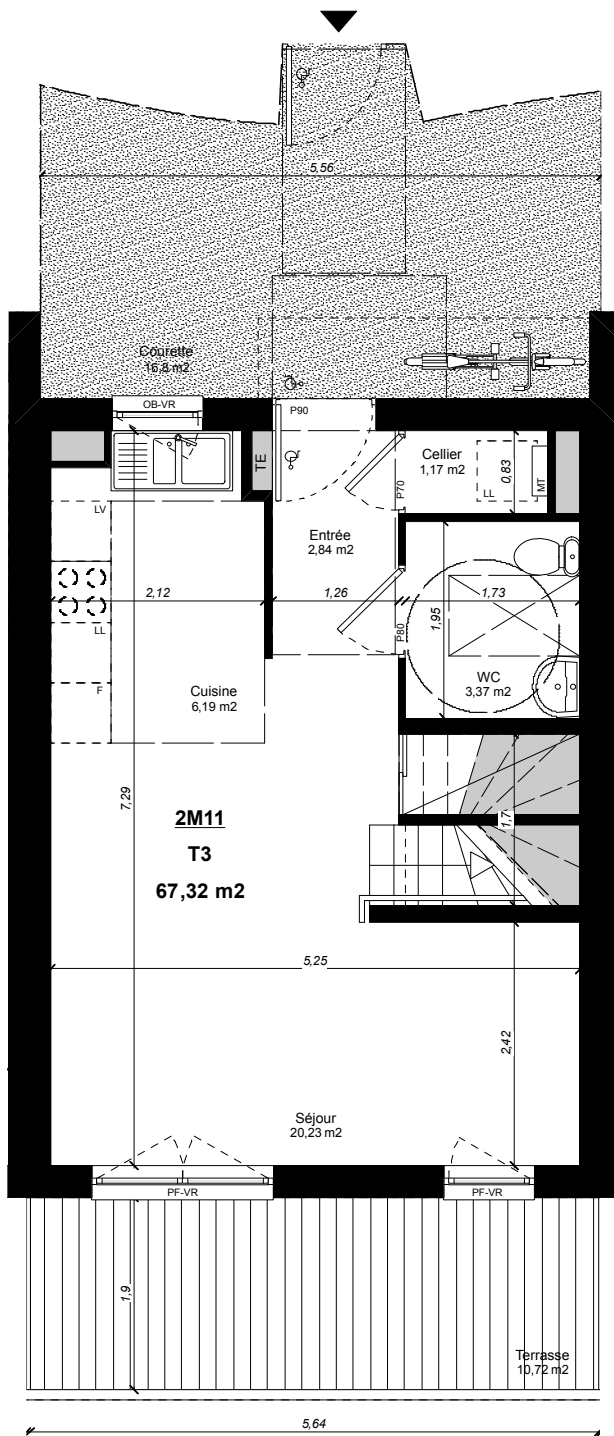 5,56
Courette
16,8 m2
OB-VR
P90
TE
Cellier
1,17 m2
0,83
LL
MT
P70
LV
Entrée
2,84 m2
2,12
1,26
1,73
1,95
P80
LL
WC
3,37 m2
F
Cuisine
6,19 m2
7,29
2M11
T3
67,32 m2
1,7
5,25
2,42
Séjour
20,23 m2
PF-VR
PF-VR
1,9
Terrasse
10,72 m2
5,64